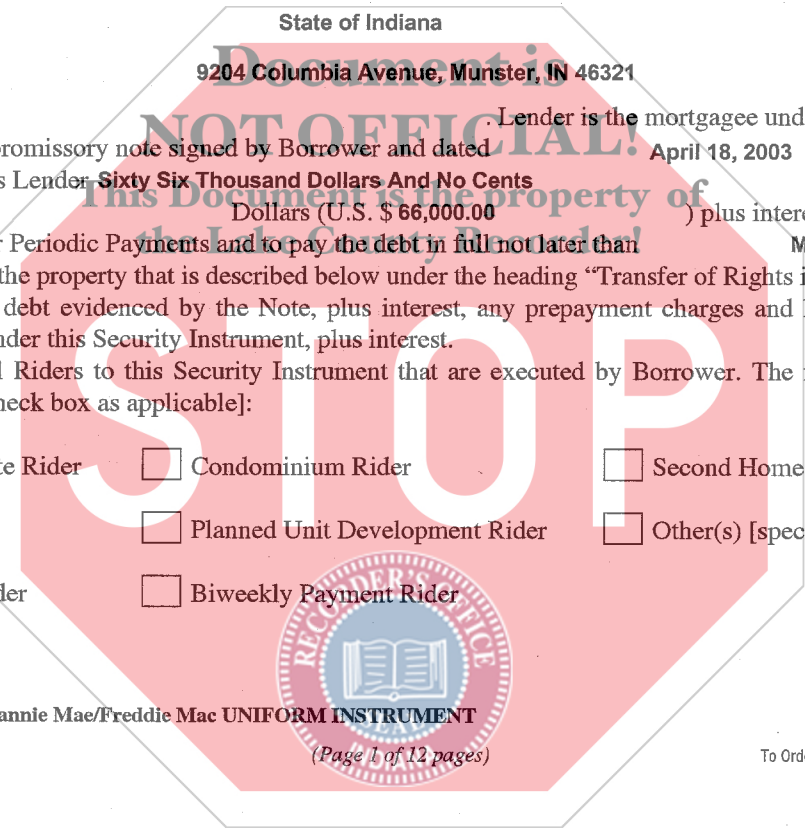 State of Indiana
Document is
9204 Columbia Avenue, Munster, IN 46321
NOT OFFICIAL!
. Lender is the mortgagee und
promissory note signed by Borrower and dated April 18, 2003
s Lender Sixty Six Thousand Dollars And No Cents
This Document is the property of
Dollars (U.S. $ 66,000.00 ) plus intere
the Lake County Recorder!
Periodic Payments and to pay the debt in full not later than M
the property that is described below under the heading “Transfer of Rights i
debt evidenced by the Note, plus interest, any prepayment charges and
nder this Security Instrument, plus interest.
l Riders to this Security Instrument that are executed by Borrower. The
heck box as applicable]:
STOP
te Rider Condominium Rider Second Home
Planned Unit Development Rider Other(s) [spec
der Biweekly Payment Rider
RECORDER'S OFFICE
SEAL
INDIANA
annie Mae/Freddie Mac UNIFORM INSTRUMENT
(Page 1 of 12 pages)
To Ord